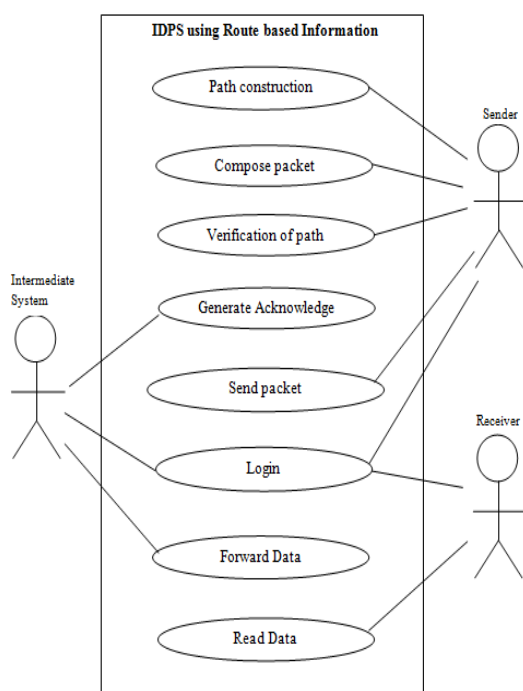 IDPS using Route based Information
Path construction
Sender
Compose packet
Verification of path
Intermediate
System
Generate Acknowledge
Send packet
Receiver
Login
Forward Data
Read Data